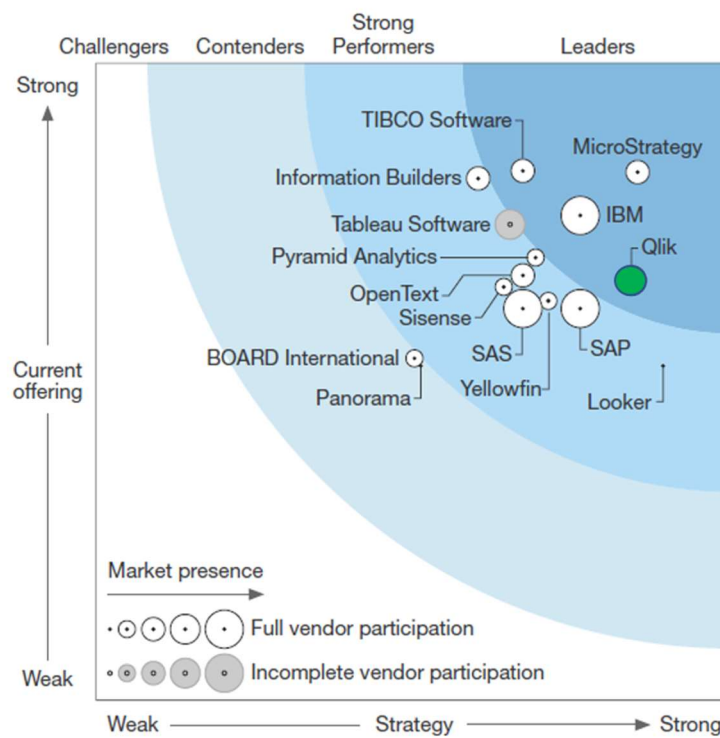 Strong
Challengers Contenders Performers Leaders
Strong
TIBCO Software
MicroStrategy
Information Builders
IBM
Tableau Software
Qlik
Pyramid Analytics
OpenText
Sisense
SAS
SAP
BOARD International
Yellowfin
Panorama
Looker
Current
offering
Market presence
Full vendor participation
Incomplete vendor participation
Weak
Weak Strategy Strong